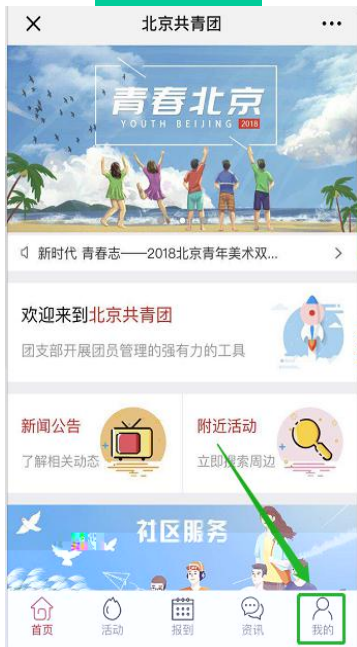 北京共青团
青春北京
YOUTH BEIJING 2018
新时代 青春志——2018北京青年美术双...
欢迎来到北京共青团
团支部开展团员管理的强有力的工具
新闻公告
了解相关动态
附近活动
立即搜索周边
社区服务
首页
活动
报到
资讯
我的